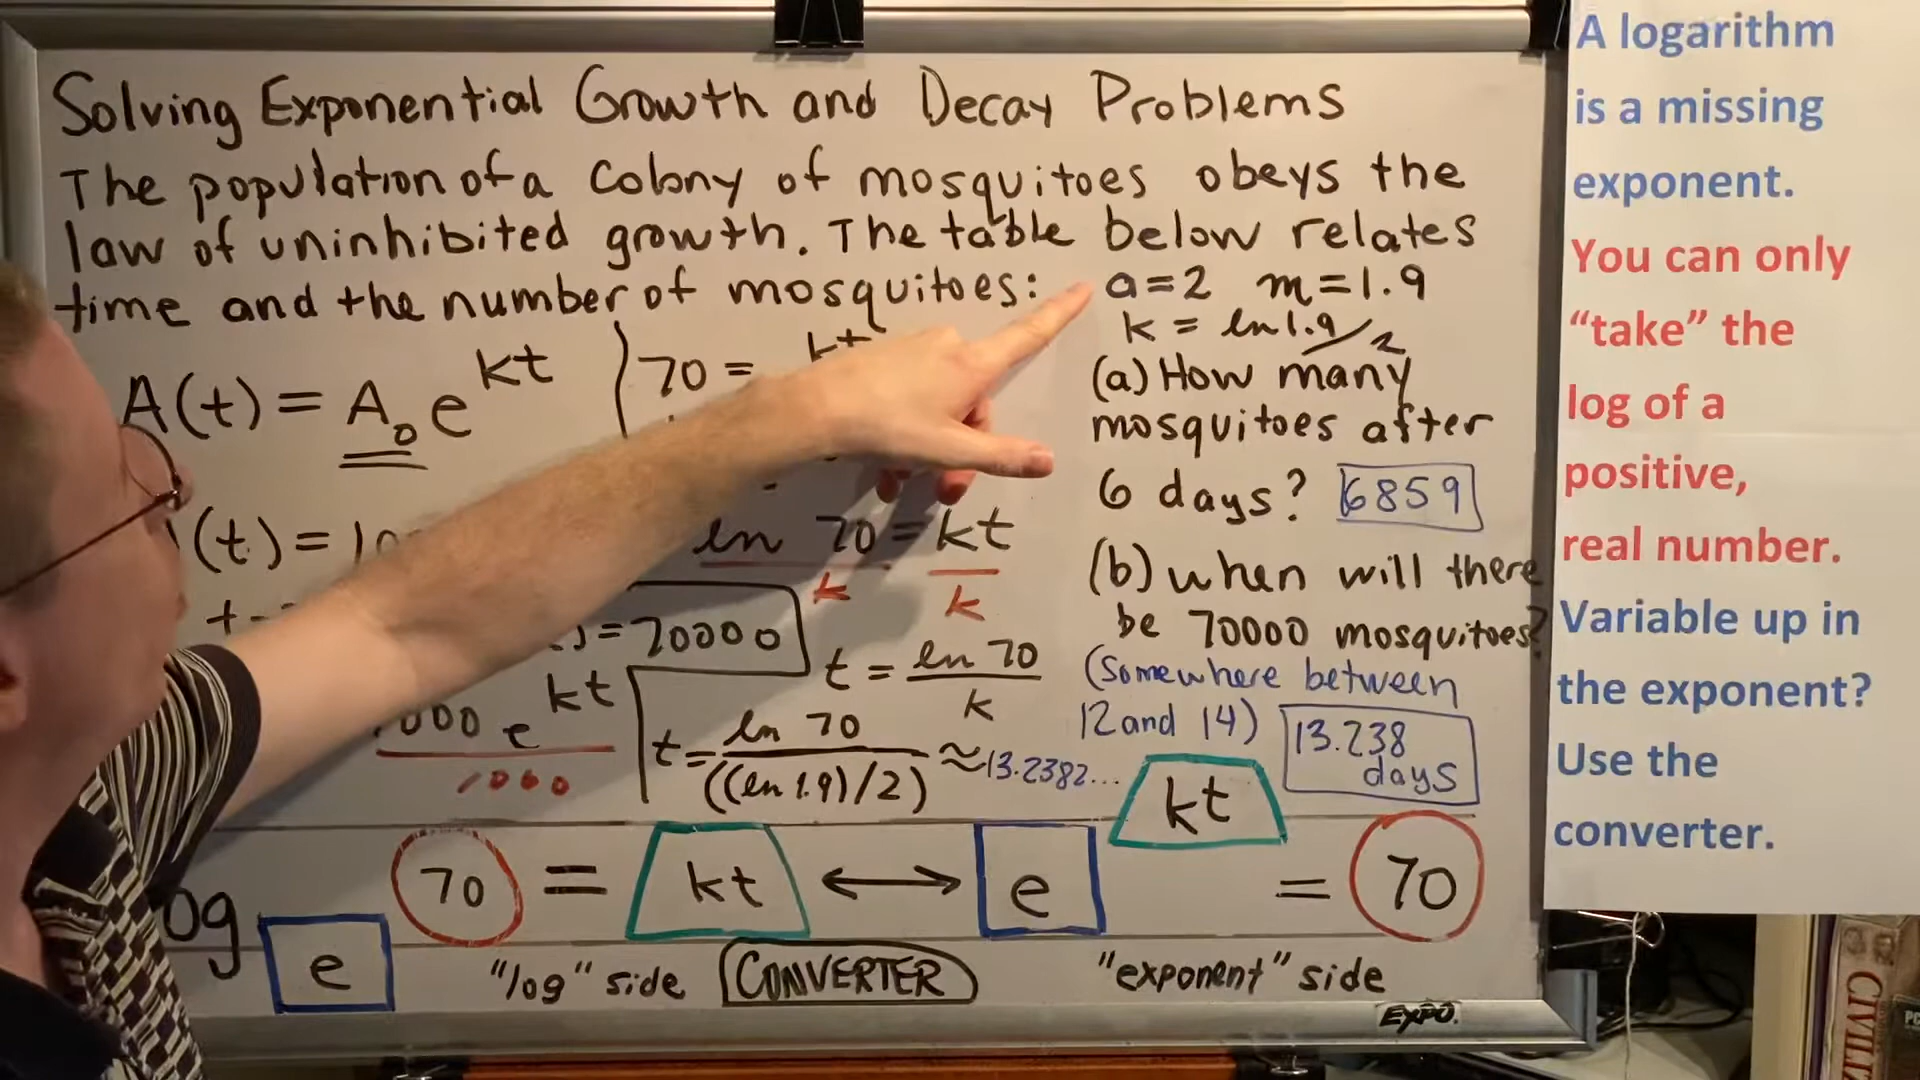 Solving Exponential Growth and Decay Problems
The population of a colony of mosquitoes obeys the
law of uninhibited growth. The table below relates
time and the number of mosquitoes:
a=2 m=1.9
k = ln1.9/2
A(t) = A₀e^kt
70 = kt
(t)=
ln 70 = kt
k k
=70000
t = ln 70
k
000 e^kt
1000
t= ln 70
((ln 1.9)/2)
≈13.2382...
(a) How many
mosquitoes after
6 days? 6859
(b) when will there
be 70000 mosquitoes?
(Somewhere between
12 and 14) 13.238
days
og e 70 = kt ↔ e kt = 70
"log" side CONVERTER "exponent" side
EXPO.
A logarithm
is a missing
exponent.
You can only
“take” the
log of a
positive,
real number.
Variable up in
the exponent?
Use the
converter.